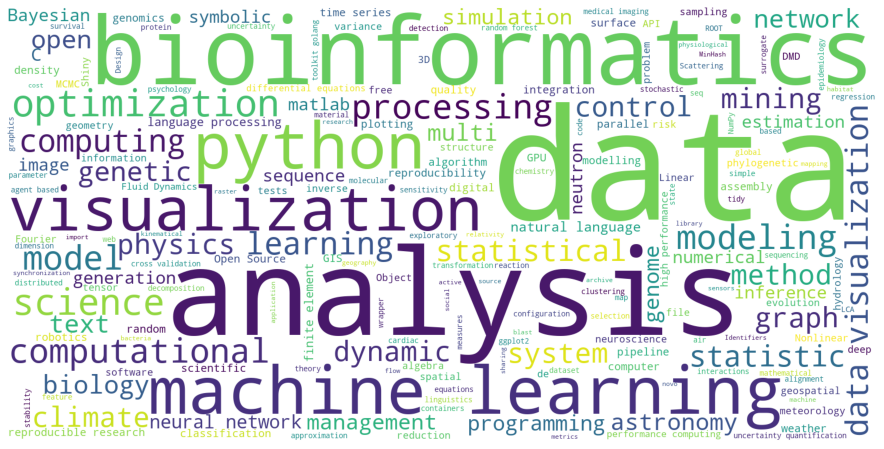 Bayesian
genomics
symbolic
time series
simulation
medical imaging
sampling
network
survival
protein
uncertainty
variance
detection
random forest
surface
API
ROOT
open
C
Design
bioinformatics
toolkit golang
3D
problem
surrogate
MinHash
Scattering
DMD
physiological
epidemiology
habitat
density
MCMC
Shiny
differential equations
free
quality
integration
stochastic
seq
regression
cost
psychology
optimization
matlab
processing
control
mining
graphics
geometry
language processing
material
research
plotting
multi
code
parallel
risk
NumPy
based
estimation
computing
information
python
algorithm
structure
GPU
modelling
data
global
phylogenetic
mapping
image
parameter
genetic
sequence
reproducibility
chemistry
neutron
Linear
state
simple
assembly
agent based
Fluid Dynamics
tests
inverse
molecular
sensitivity
digital
tidy
raster
visualization
natural language
library
data visualization
Fourier
web
kinematical
exploratory
relativity
dimension
import
physics
learning
statistical
high performance
modeling
model
cross validation
Open Source
GIS
geography
transformation
reaction
numerical
sequencing
synchronization
generation
Object
analysis
archive
genome
method
hydrology
distributed
tensor
decomposition
application
active
social
source
clustering
map
sensors
inference
evolution
science
wrapper
configuration
selection
file
LCA
text
random
finite element
measures
blast
ggplot2
air
graph
Nonlinear
robotics
bacteria
cardiac
neuroscience
Identifiers
computational
dynamic
system
pipeline
statistic
deep
software
scientific
algebra
de
computer
biology
theory
flow
spatial
sharing
dataset
interactions
mathematical
stability
feature
equations
novo
alignment
geospatial
machine learning
linguistics
machine
climate
containers
meteorology
neural network
management
programming
astronomy
weather
reproducible research
classification
approximation
reduction
metrics
performance computing
uncertainty quantification